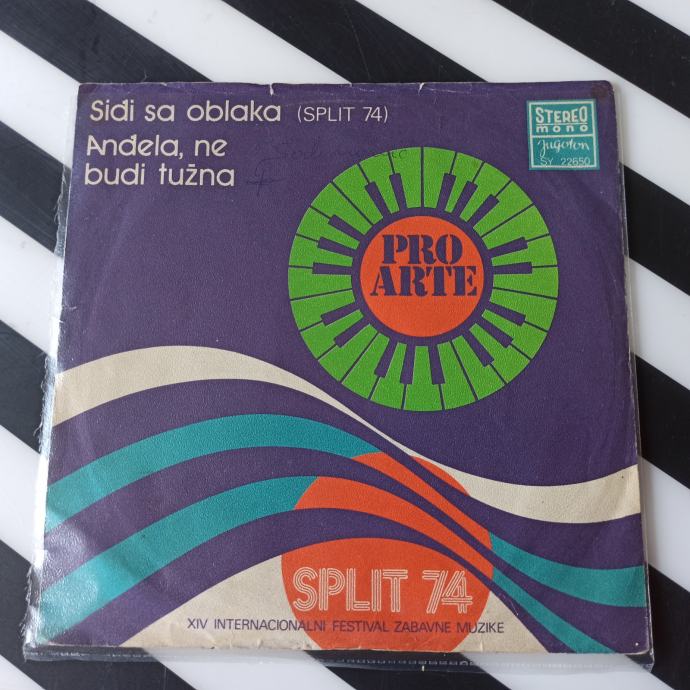 Siđi sa oblaka (SPLIT 74)
Anđela, ne
budi tužna
STEREO
mono
Jugoton
SY 22650
PRO
ARTE
SPLIT 74
XIV INTERNACIONALNI FESTIVAL ZABAVNE MUZIKE